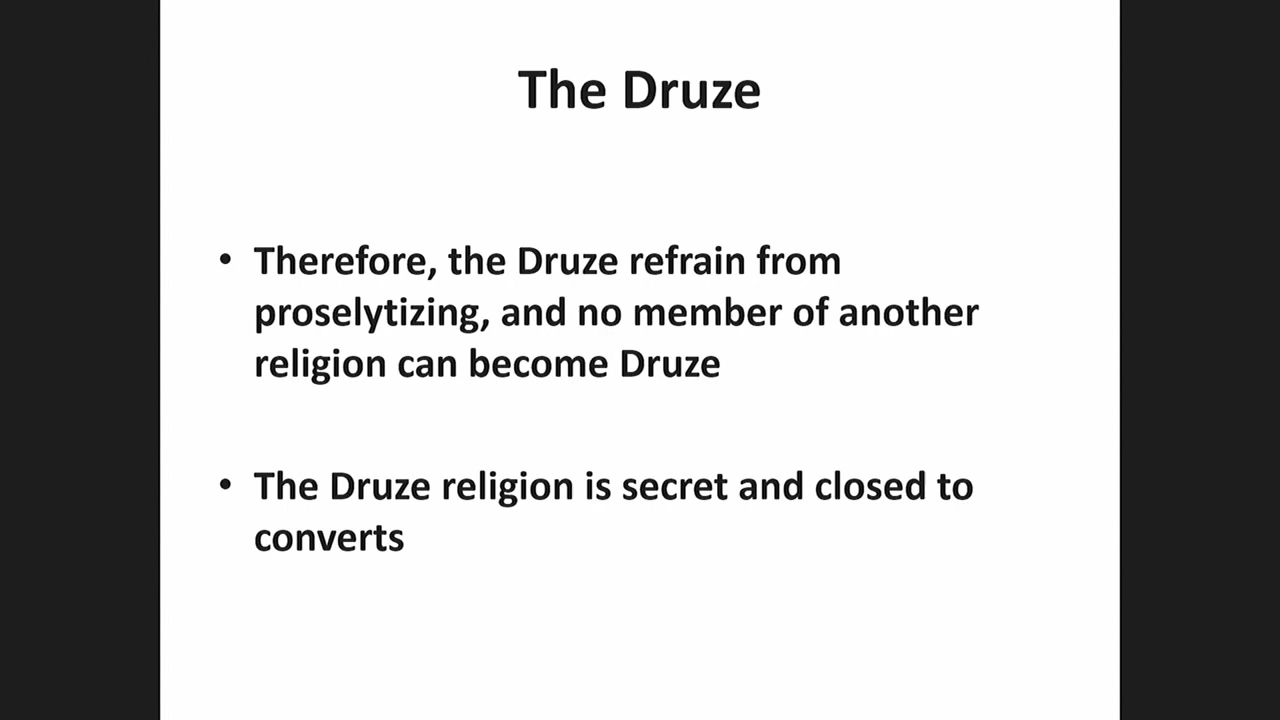 The Druze
• Therefore, the Druze refrain from
proselytizing, and no member of another
religion can become Druze
• The Druze religion is secret and closed to
converts